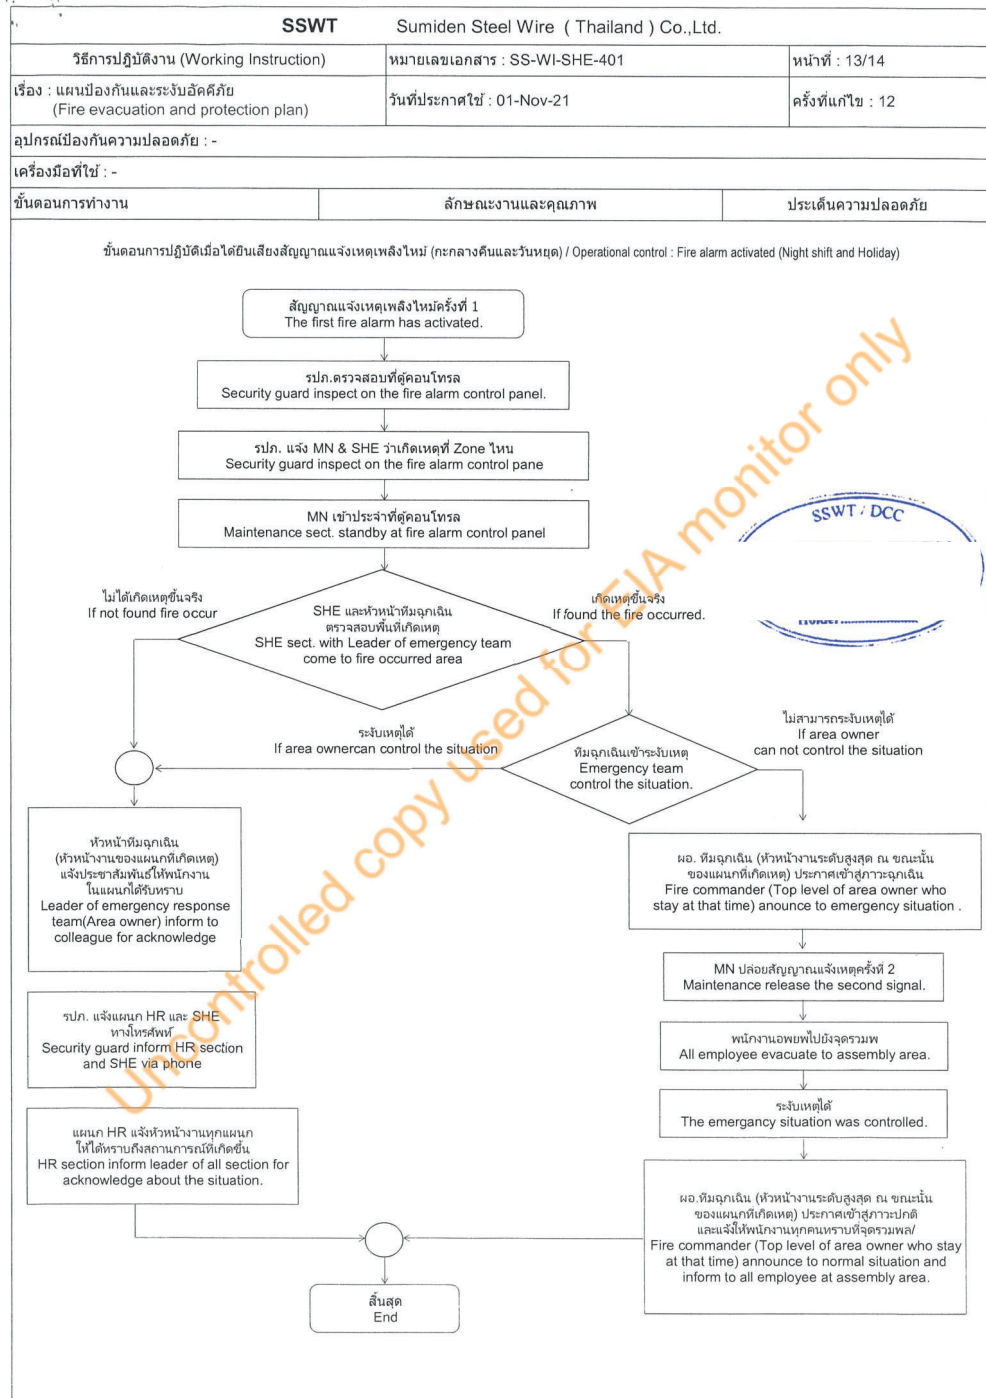 SSWT Sumiden Steel Wire ( Thailand ) Co.,Ltd.
วิธีการปฏิบัติงาน (Working Instruction)
หมายเลขเอกสาร : SS-WI-SHE-401
หน้าที่ : 13/14
เรื่อง : แผนป้องกันและระงับอัคคีภัย
(Fire evacuation and protection plan)
วันที่ประกาศใช้ : 01-Nov-21
ครั้งที่แก้ไข : 12
อุปกรณ์ป้องกันความปลอดภัย : -
เครื่องมือที่ใช้ : -
ขั้นตอนการทำงาน
ลักษณะงานและคุณภาพ
ประเด็นความปลอดภัย
ขั้นตอนการปฏิบัติเมื่อได้ยินเสียงสัญญาณแจ้งเหตุเพลิงไหม้ (กะกลางคืนและวันหยุด) / Operational control : Fire alarm activated (Night shift and Holiday)
สัญญาณแจ้งเหตุเพลิงไหม้ครั้งที่ 1
The first fire alarm has activated.
รปภ.ตรวจสอบที่ตู้คอนโทรล
Security guard inspect on the fire alarm control panel.
รปภ. แจ้ง MN & SHE ว่าเกิดเหตุที่ Zone ไหน
Security guard inspect on the fire alarm control pane
MN เข้าประจำที่ตู้คอนโทรล
Maintenance sect. standby at fire alarm control panel
SSWT / DCC
Holder
ไม่ได้เกิดเหตุขึ้นจริง
If not found fire occur
SHE และหัวหน้าทีมฉุกเฉิน
ตรวจสอบพื้นที่เกิดเหตุ
SHE sect. with Leader of emergency team
come to fire occurred area
เกิดเหตุขึ้นจริง
If found the fire occurred.
ระงับเหตุได้
If area ownercan control the situation
ทีมฉุกเฉินเข้าระงับเหตุ
Emergency team
control the situation.
ไม่สามารถระงับเหตุได้
If area owner
can not control the situation
หัวหน้าทีมฉุกเฉิน
(หัวหน้างานของแผนกที่เกิดเหตุ)
แจ้งประชาสัมพันธ์ให้พนักงาน
ในแผนกได้รับทราบ
Leader of emergency response
team(Area owner) inform to
colleague for acknowledge
รปภ. แจ้งแผนก HR และ SHE
ทางโทรศัพท์
Security guard inform HR section
and SHE via phone
แผนก HR แจ้งหัวหน้างานทุกแผนก
ให้ได้ทราบถึงสถานการณ์ที่เกิดขึ้น
HR section inform leader of all section for
acknowledge about the situation.
ผอ. ทีมฉุกเฉิน (หัวหน้างานระดับสูงสุด ณ ขณะนั้น
ของแผนกที่เกิดเหตุ) ประกาศเข้าสู่ภาวะฉุกเฉิน
Fire commander (Top level of area owner who
stay at that time) anounce to emergency situation .
MN ปล่อยสัญญาณแจ้งเหตุครั้งที่ 2
Maintenance release the second signal.
พนักงานอพยพไปยังจุดรวมพ
All employee evacuate to assembly area.
ระงับเหตุได้
The emergancy situation was controlled.
ผอ.ทีมฉุกเฉิน (หัวหน้างานระดับสูงสุด ณ ขณะนั้น
ของแผนกที่เกิดเหตุ) ประกาศเข้าสู่ภาวะปกติ
และแจ้งให้พนักงานทุกคนทราบที่จุดรวมพล/
Fire commander (Top level of area owner who stay
at that time) announce to normal situation and
inform to all employee at assembly area.
สิ้นสุด
End
Uncontrolled copy used for EIA monitor only